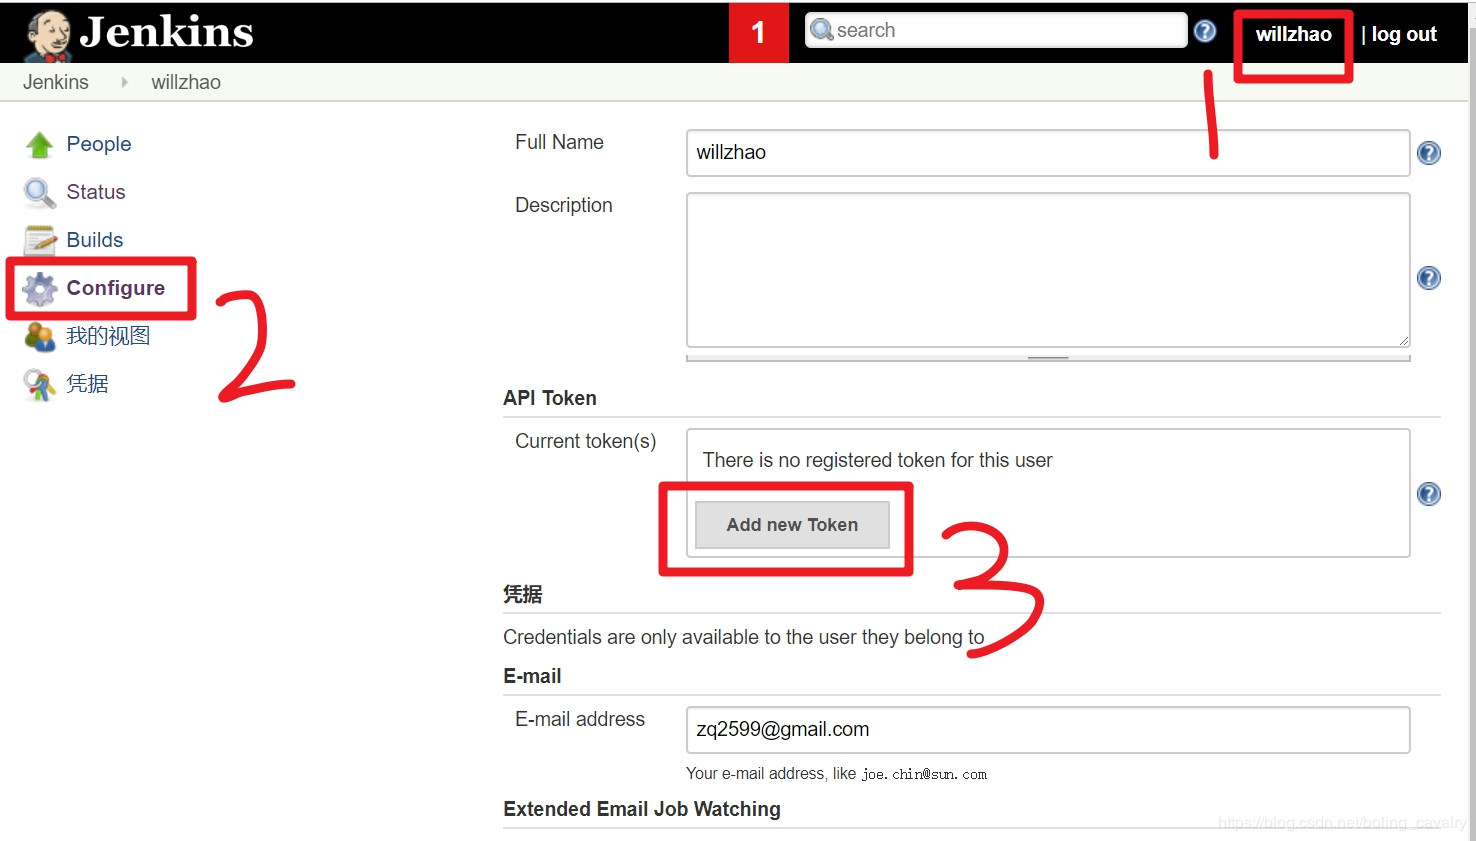 Jenkins
1
search
willzhao
| log out
Jenkins
willzhao
1
People
Status
Builds
Configure
2
我的视图
凭据
Full Name
willzhao
Description
API Token
Current token(s)
There is no registered token for this user
Add new Token
3
凭据
Credentials are only available to the user they belong to
E-mail
E-mail address
zq2599@gmail.com
Your e-mail address, like joe.chin@sun.com
Extended Email Job Watching
https://blog.csdn.net/boling_cavalry